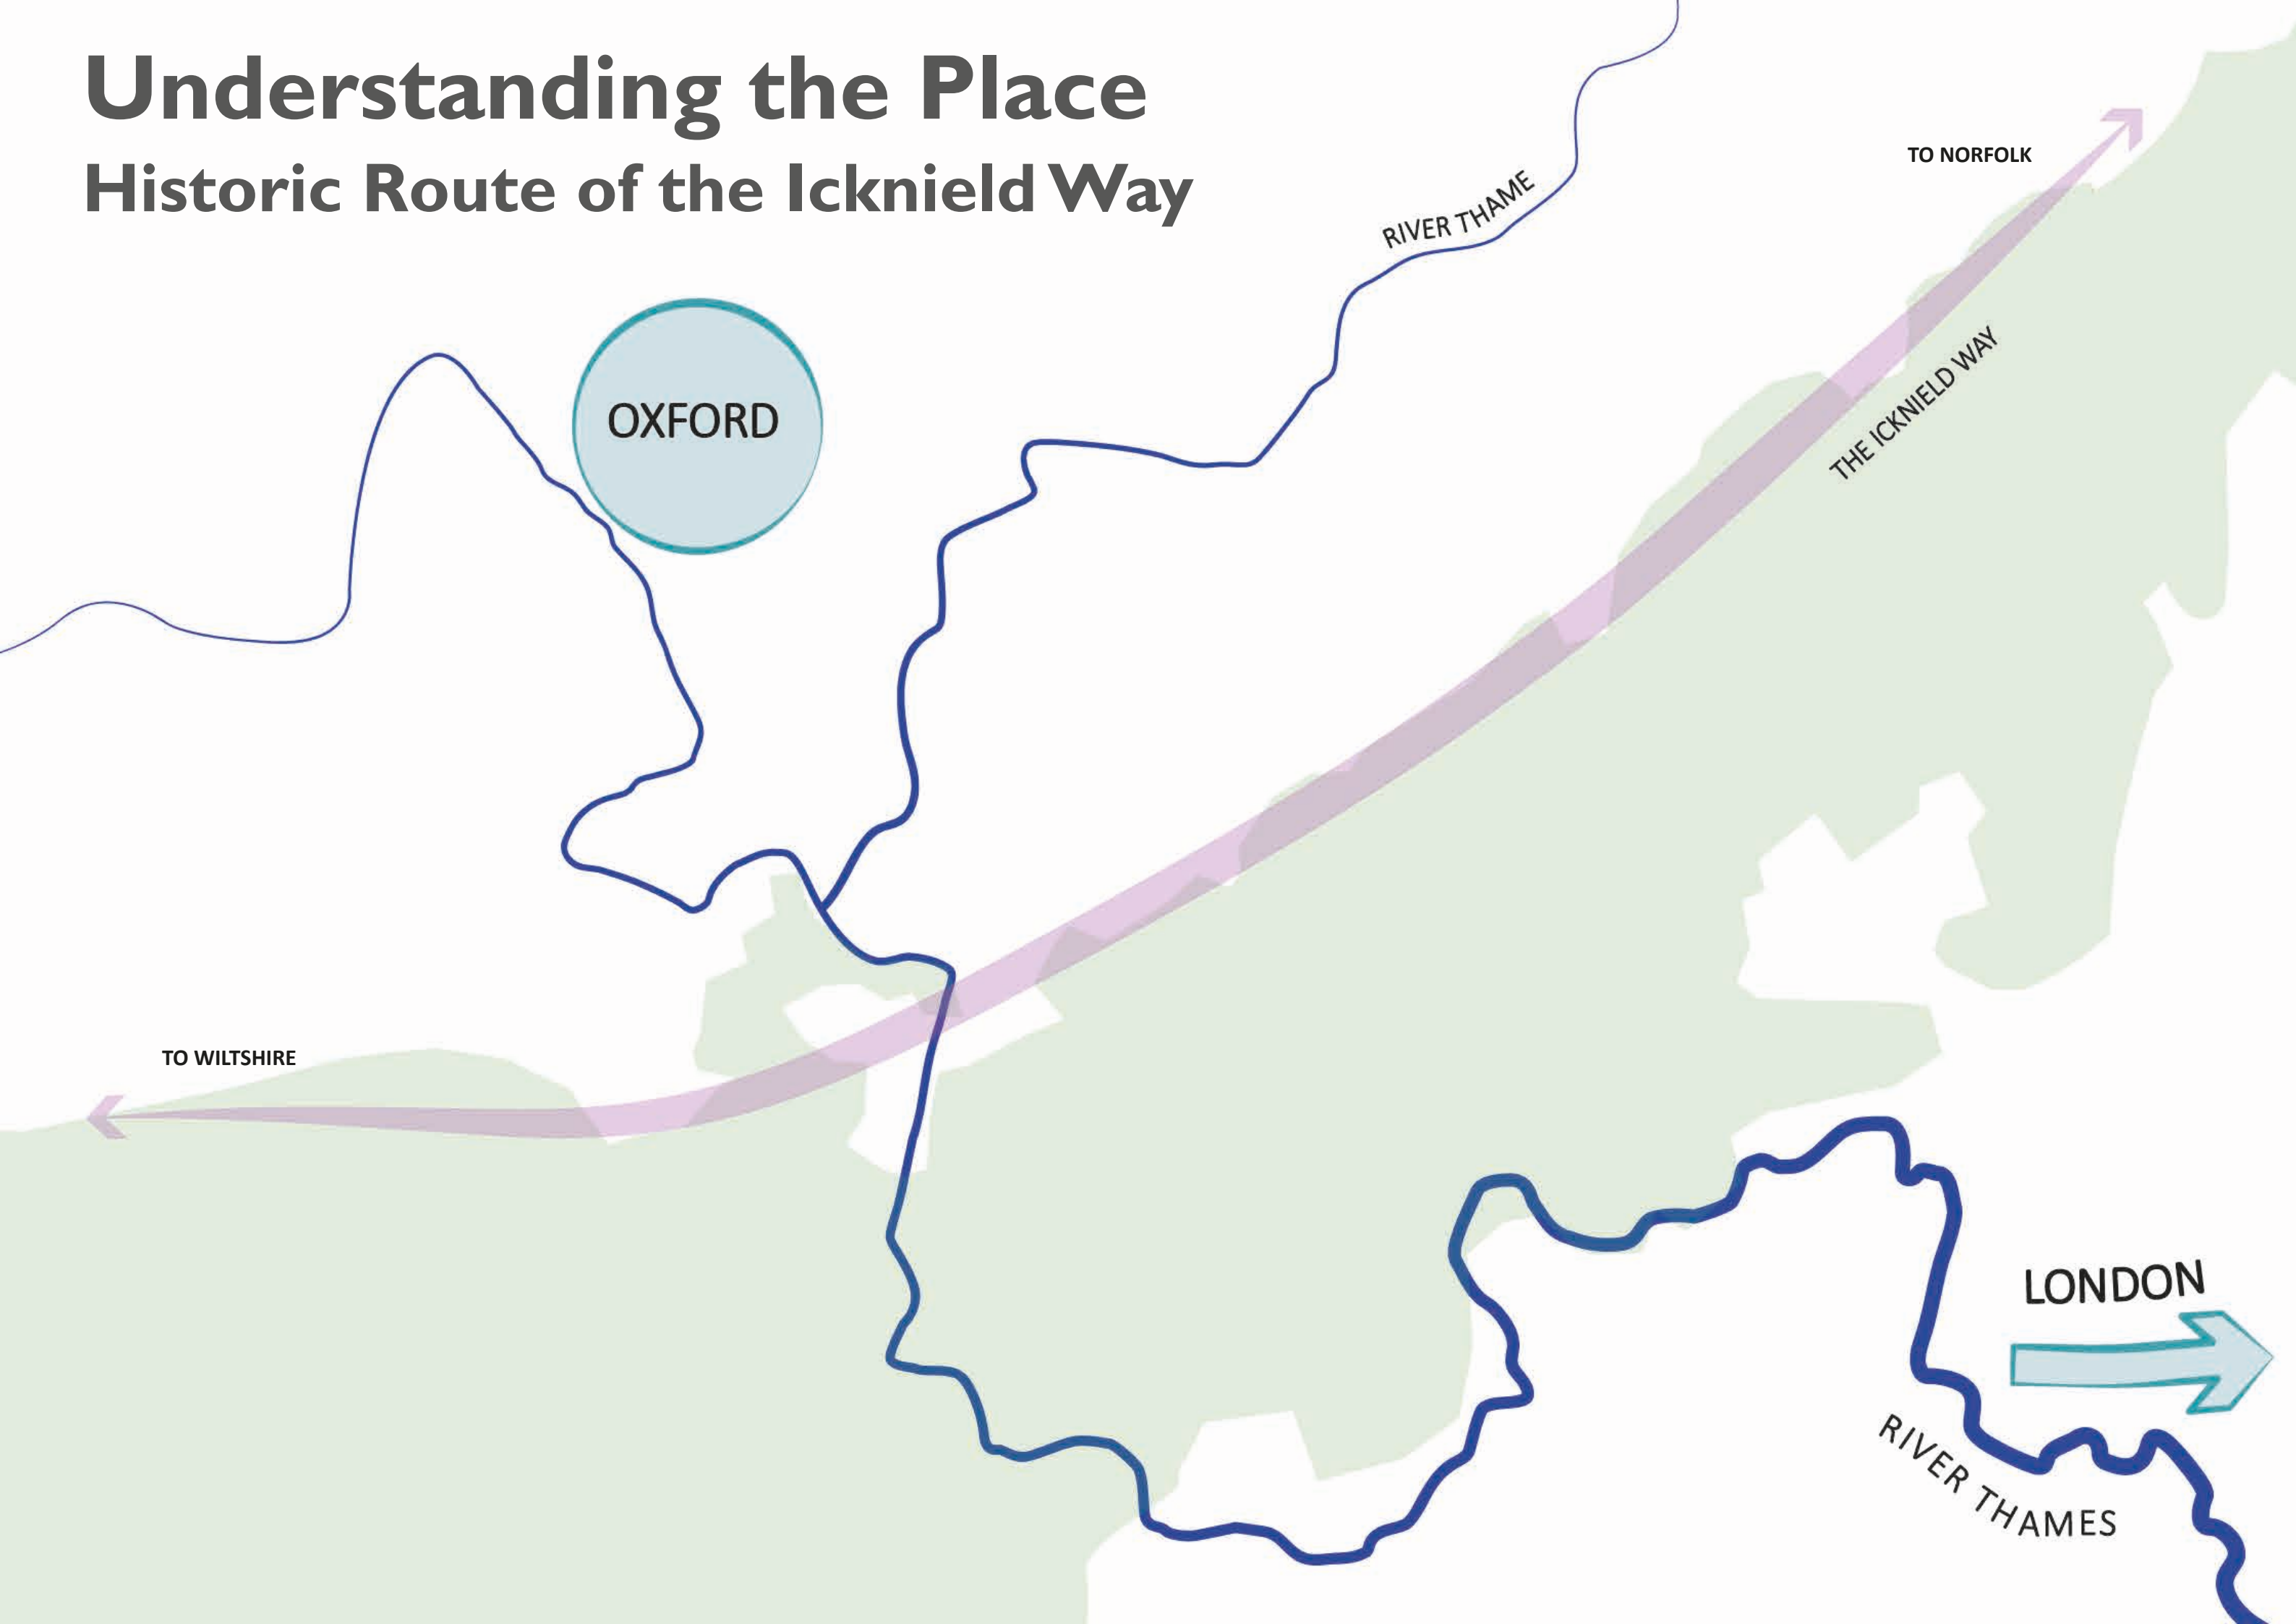 Understanding the Place
Historic Route of the Icknield Way
TO NORFOLK
RIVER THAME
THE ICKNIELD WAY
OXFORD
TO WILTSHIRE
LONDON
RIVER THAMES